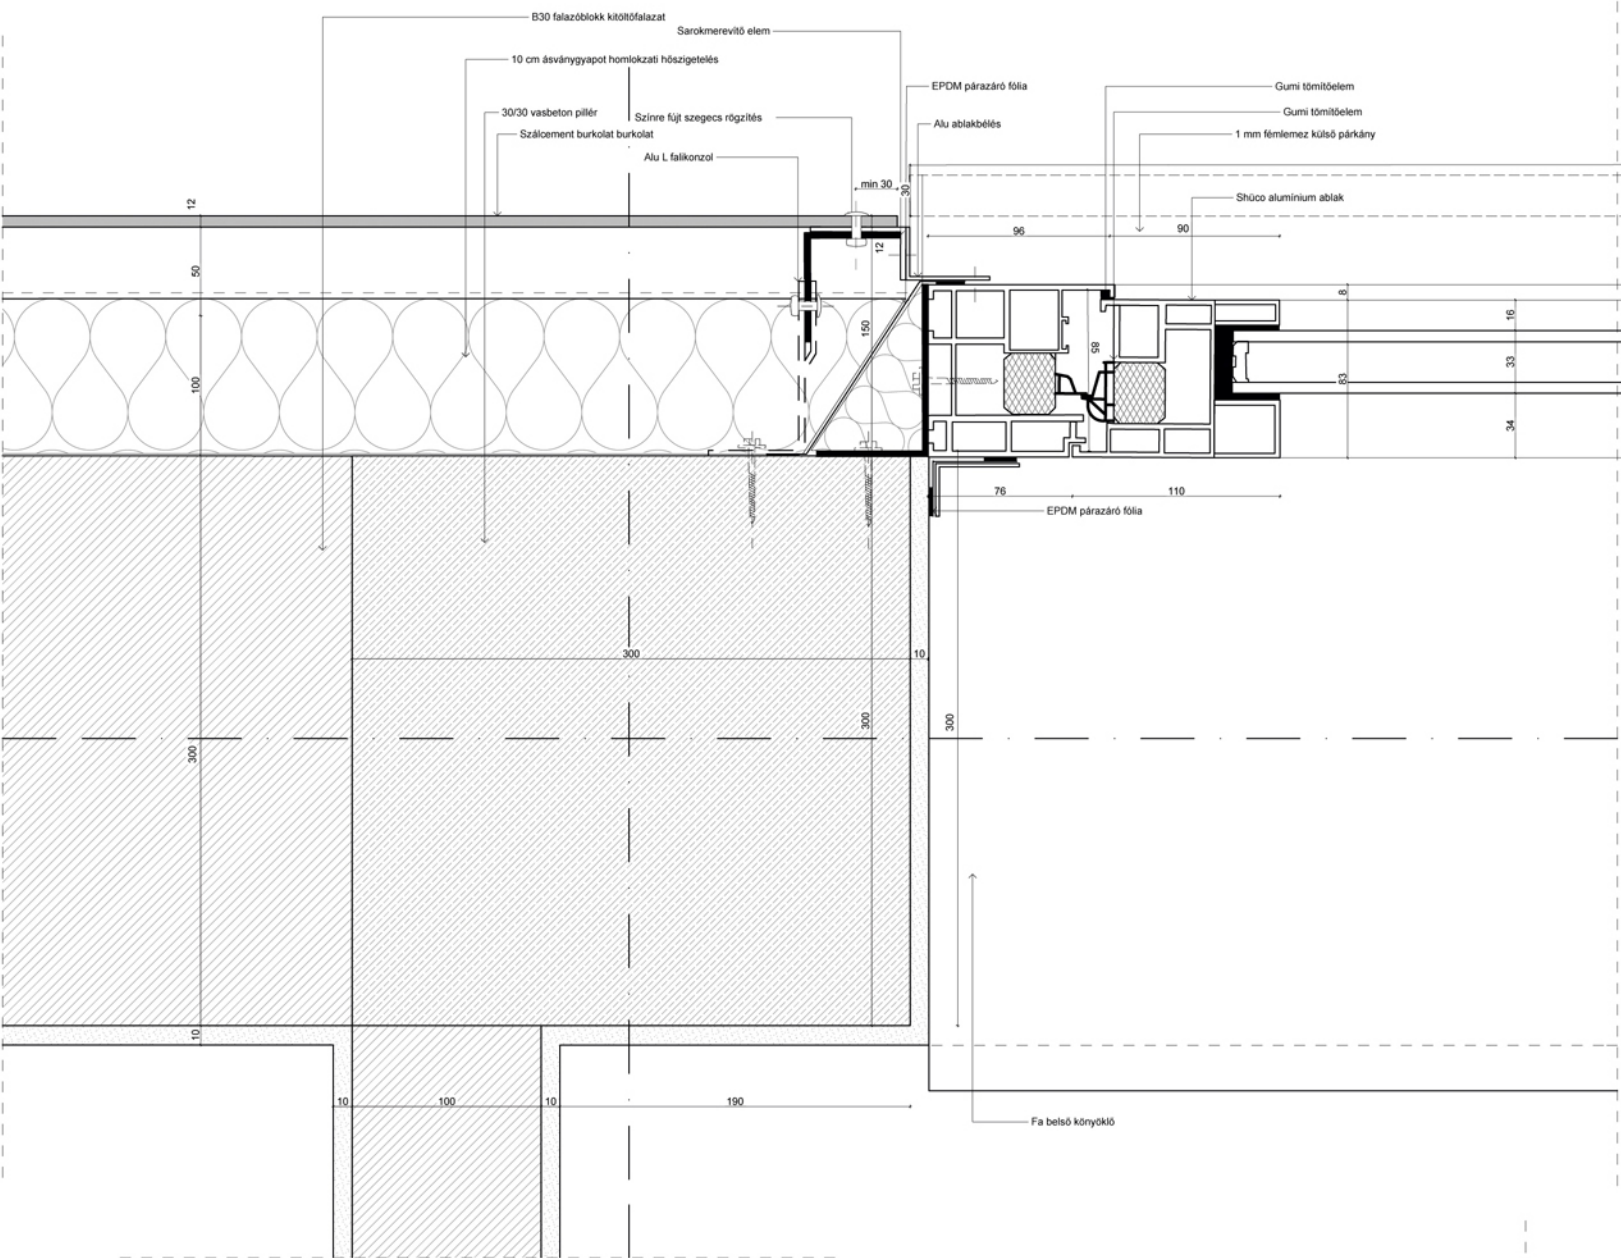 B30 falazóblokk kitöltőfalazat
Sarokmerevítő elem
10 cm ásványgyapot homlokzati hőszigetelés
EPDM párazáró fólia
Gumi tömítőelem
30/30 vasbeton pillér
Színre fújt szegecs rögzítés
Gumi tömítőelem
Alu ablakbélés
Szálcement burkolat burkolat
1 mm fémlemez külső párkány
Alu L falikonzol
min 30
30
Shüco alumínium ablak
12
96
90
12
50
8
16
150
85
33
83
100
34
76
110
EPDM párazáró fólia
300
10
300
300
300
10
10
100
10
190
Fa belső könyöklő